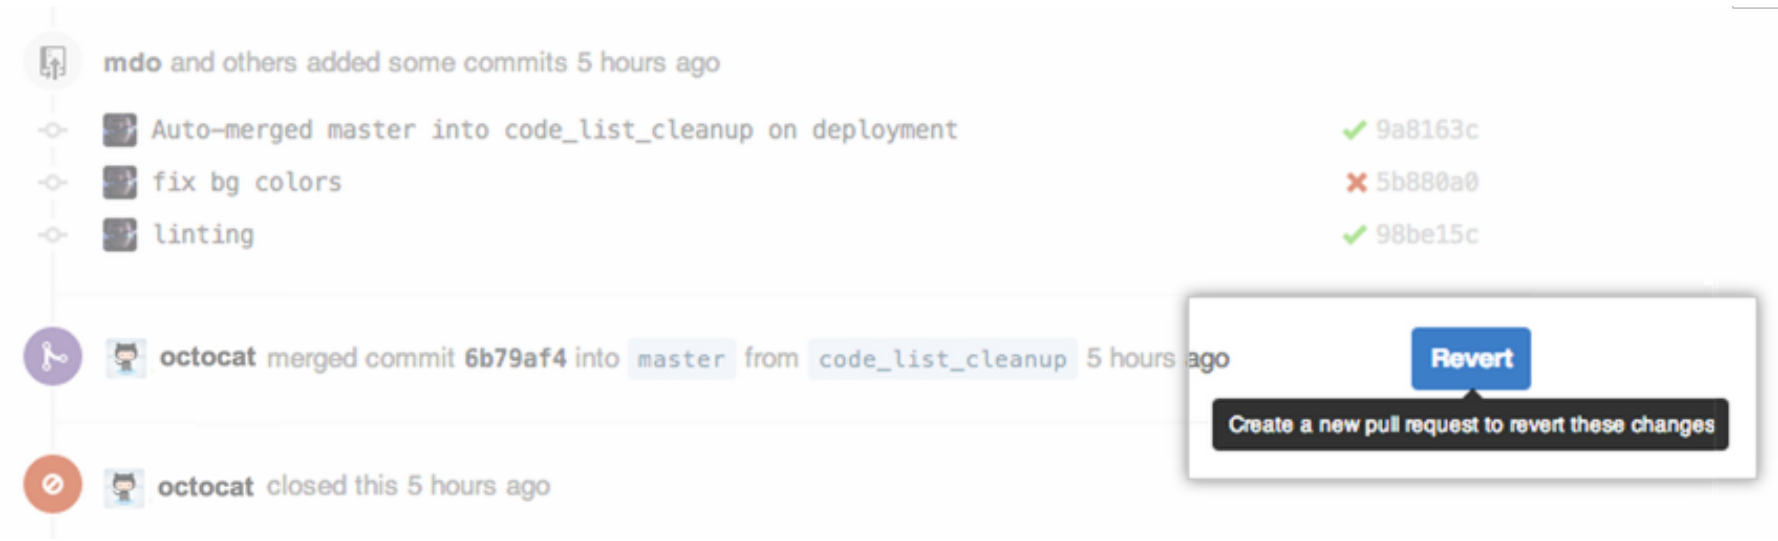 mdo and others added some commits 5 hours ago
Auto-merged master into code_list_cleanup on deployment 9a8163c
fix bg colors 5b880a0
linting 98be15c
octocat merged commit 6b79af4 into master from code_list_cleanup 5 hours ago Revert
Create a new pull request to revert these changes
octocat closed this 5 hours ago